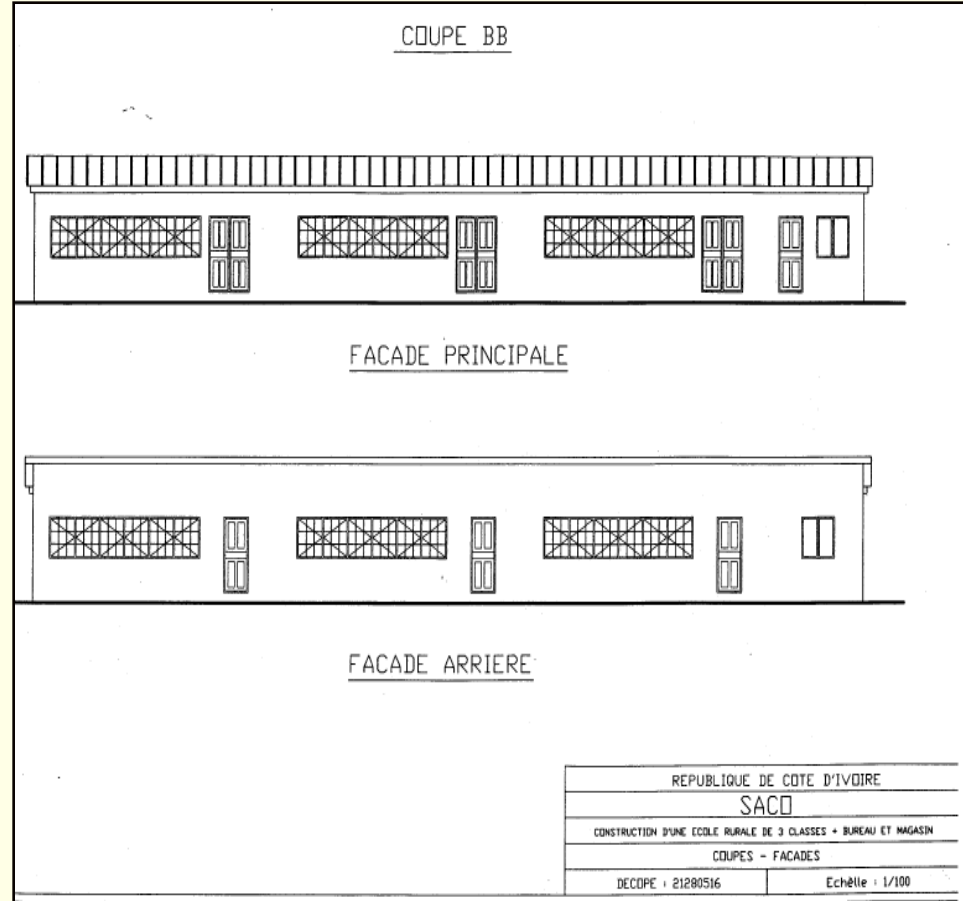 COUPE BB
FACADE PRINCIPALE
FACADE ARRIERE
REPUBLIQUE DE COTE D'IVOIRE
SACO
CONSTRUCTION D'UNE ECOLE RURALE DE 3 CLASSES + BUREAU ET MAGASIN
COUPES - FACADES
DECOPE : 21280516
Echélle : 1/100